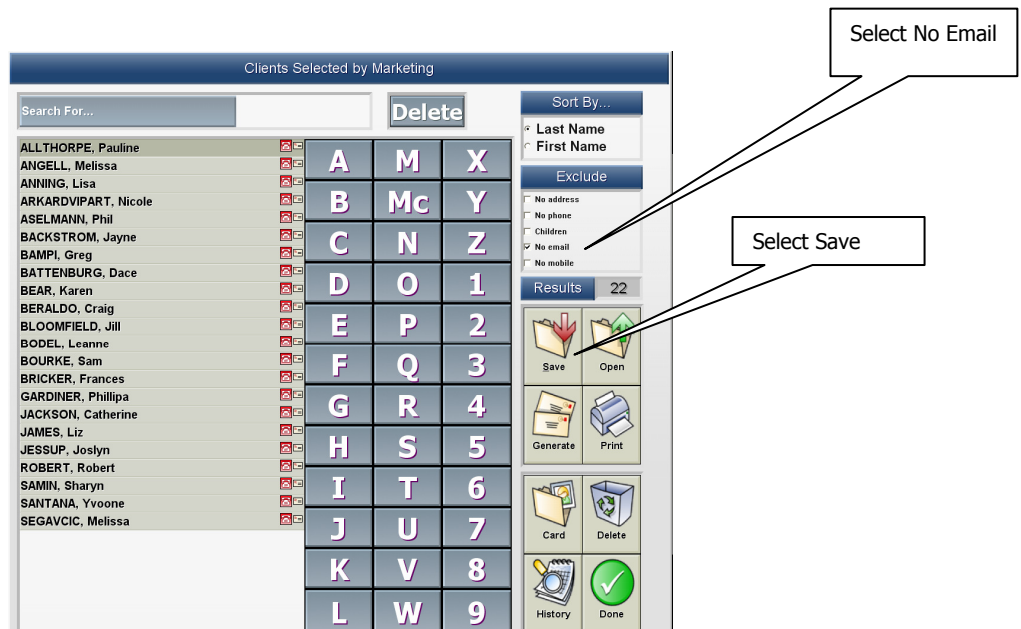 Select No Email
Clients Selected by Marketing
Search For...
Delete
Sort By...
Last Name
First Name
Exclude
No address
No phone
Children
No email
No mobile
Select Save
Results 22
ALLTHORPE, Pauline
ANGELL, Melissa
ANNING, Lisa
ARKARDVIPART, Nicole
ASELMANN, Phil
BACKSTROM, Jayne
BAMPI, Greg
BATTENBURG, Dace
BEAR, Karen
BERALDO, Craig
BLOOMFIELD, Jill
BODEL, Leanne
BOURKE, Sam
BRICKER, Frances
GARDINER, Phillipa
JACKSON, Catherine
JAMES, Liz
JESSUP, Joslyn
ROBERT, Robert
SAMIN, Sharyn
SANTANA, Yvoone
SEGAVCIC, Melissa
A M X
B Mc Y
C N Z
D O 1
E P 2
F Q 3
G R 4
H S 5
I T 6
J U 7
K V 8
L W 9
Save Open
Generate Print
Card Delete
History Done